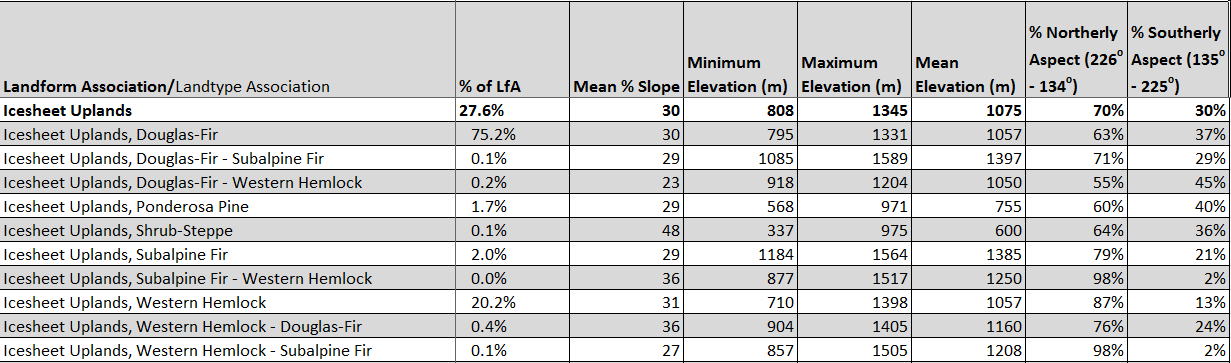 Landform Association/Landtype Association % of LfA Mean % Slope Minimum Elevation (m) Maximum Elevation (m) Mean Elevation (m) % Northerly Aspect (226° - 134°) % Southerly Aspect (135° - 225°)
Icesheet Uplands 27.6% 30 808 1345 1075 70% 30%
Icesheet Uplands, Douglas-Fir 75.2% 30 795 1331 1057 63% 37%
Icesheet Uplands, Douglas-Fir - Subalpine Fir 0.1% 29 1085 1589 1397 71% 29%
Icesheet Uplands, Douglas-Fir - Western Hemlock 0.2% 23 918 1204 1050 55% 45%
Icesheet Uplands, Ponderosa Pine 1.7% 29 568 971 755 60% 40%
Icesheet Uplands, Shrub-Steppe 0.1% 48 337 975 600 64% 36%
Icesheet Uplands, Subalpine Fir 2.0% 29 1184 1564 1385 79% 21%
Icesheet Uplands, Subalpine Fir - Western Hemlock 0.0% 36 877 1517 1250 98% 2%
Icesheet Uplands, Western Hemlock 20.2% 31 710 1398 1057 87% 13%
Icesheet Uplands, Western Hemlock - Douglas-Fir 0.4% 36 904 1405 1160 76% 24%
Icesheet Uplands, Western Hemlock - Subalpine Fir 0.1% 27 857 1505 1208 98% 2%